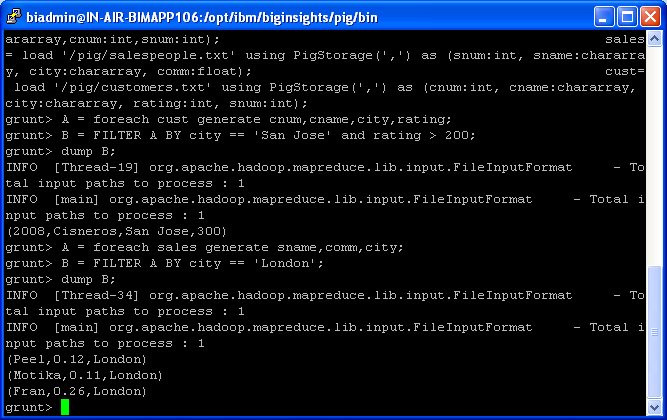 biadmin@IN-AIR-BIMAPP106:/opt/ibm/biginsights/pig/bin
ararray,cnum:int,snum:int); sales
= load '/pig/salespeople.txt' using PigStorage(',') as (snum:int, sname:chararra
y, city:chararray, comm:float); cust=
load '/pig/customers.txt' using PigStorage(',') as (cnum:int, cname:chararray,
city:chararray, rating:int, snum:int);
grunt> A = foreach cust generate cnum,cname,city,rating;
grunt> B = FILTER A BY city == 'San Jose' and rating > 200;
grunt> dump B;
INFO [Thread-19] org.apache.hadoop.mapreduce.lib.input.FileInputFormat - To
tal input paths to process : 1
INFO [main] org.apache.hadoop.mapreduce.lib.input.FileInputFormat - Total i
nput paths to process : 1
(2008,Cisneros,San Jose,300)
grunt> A = foreach sales generate sname,comm,city;
grunt> B = FILTER A BY city == 'London';
grunt> dump B;
INFO [Thread-34] org.apache.hadoop.mapreduce.lib.input.FileInputFormat - To
tal input paths to process : 1
INFO [main] org.apache.hadoop.mapreduce.lib.input.FileInputFormat - Total i
nput paths to process : 1
(Peel,0.12,London)
(Motika,0.11,London)
(Fran,0.26,London)
grunt>